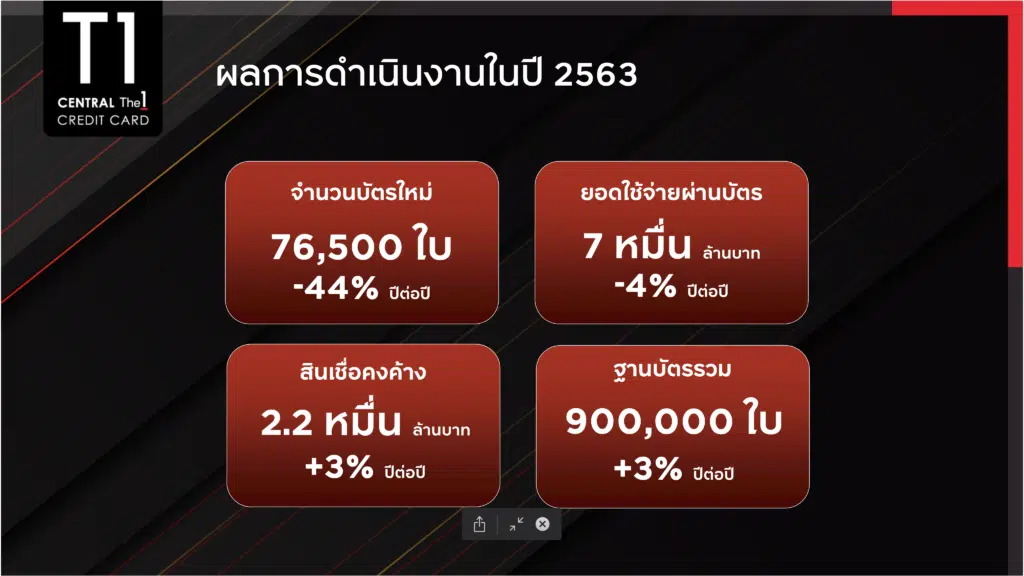 T1
CENTRAL The1
CREDIT CARD
ผลการดำเนินงานในปี 2563
จำนวนบัตรใหม่
76,500 ใบ
-44% ปีต่อปี
ยอดใช้จ่ายผ่านบัตร
7 หมื่น ล้านบาท
-4% ปีต่อปี
สินเชื่อคงค้าง
2.2 หมื่น ล้านบาท
+3% ปีต่อปี
ฐานบัตรรวม
900,000 ใบ
+3% ปีต่อปี